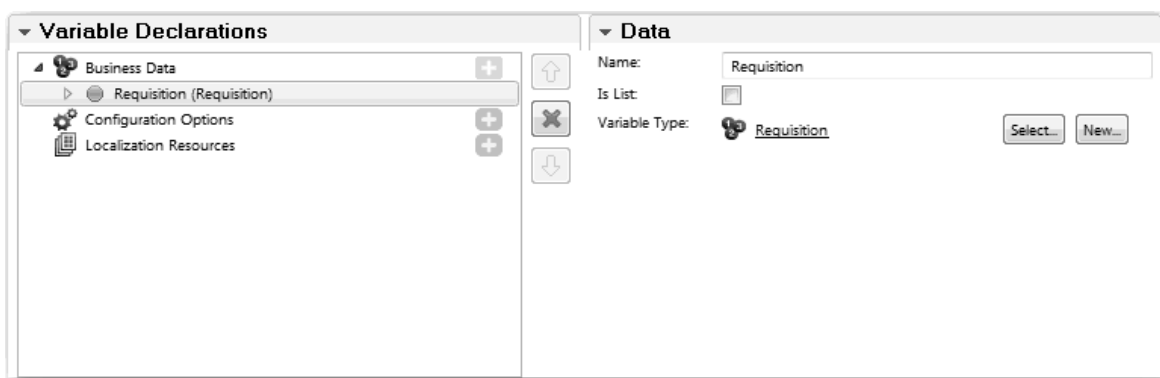 Variable Declarations
Business Data
Requisition (Requisition)
Configuration Options
Localization Resources
Data
Name: Requisition
Is List:
Variable Type: Requisition Select... New...